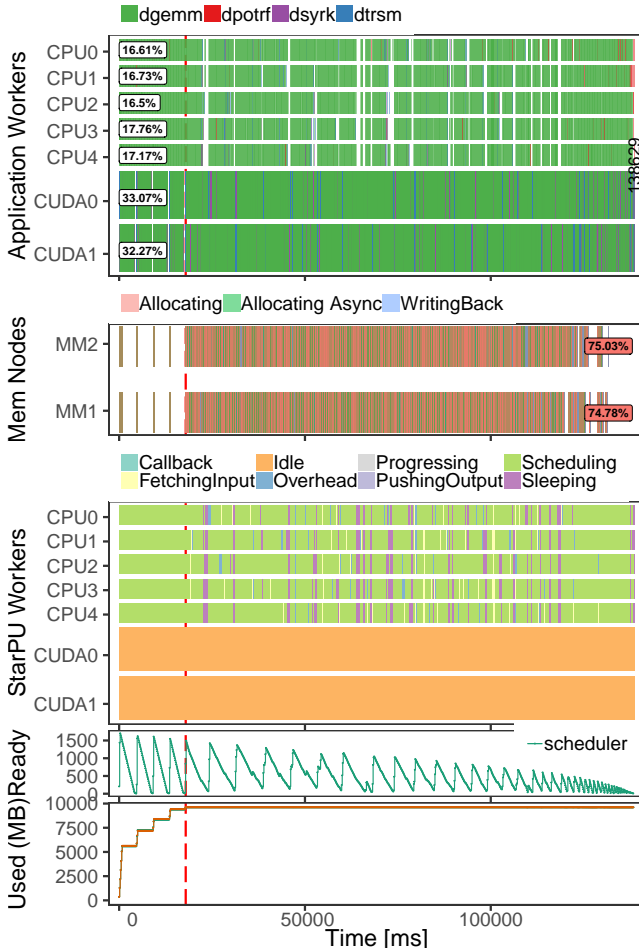 dgemm dpotrf dsyrk dtrsm
Application Workers
CPU0 16.61%
CPU1 16.73%
CPU2 16.5%
CPU3 17.76%
CPU4 17.17%
138629
CUDA0 33.07%
CUDA1 32.27%
Allocating Allocating Async WritingBack
Mem Nodes
MM2 75.03%
MM1 74.78%
Callback Idle Progressing Scheduling
FetchingInput Overhead PushingOutput Sleeping
StarPU Workers
CPU0
CPU1
CPU2
CPU3
CPU4
CUDA0
CUDA1
Ready
1500
1000
500
0
scheduler
Used (MB)
10000
7500
5000
2500
0
0 50000 100000
Time [ms]